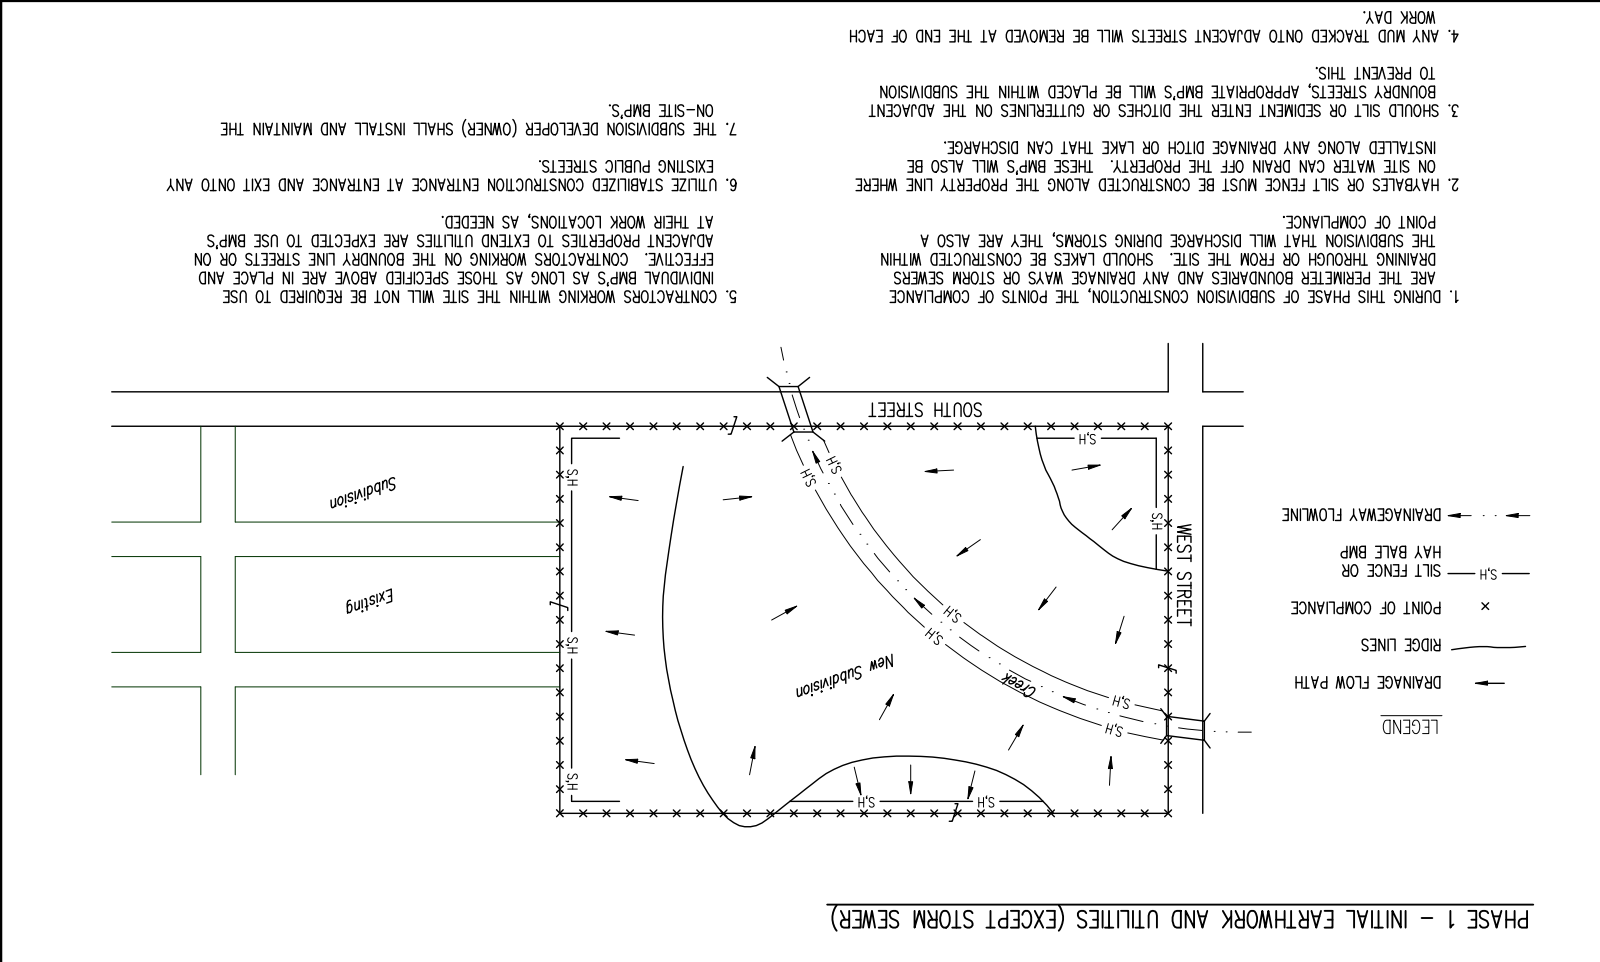 PHASE 1 - INITIAL EARTHWORK AND UTILITIES (EXCEPT STORM SEWER)
LEGEND
DRAINAGE FLOW PATH
RIDGE LINES
POINT OF COMPLIANCE
S,H
SILT FENCE OR
HAY BALE BMP
DRAINAGEWAY FLOWLINE
S,H
S,H
S,H
S,H
S,H
Creek
New Subdivision
S,H
S,H
WEST STREET
S,H
S,H
S,H
Existing
Subdivision
S,H
S,H
S,H
S,H
SOUTH STREET
1. DURING THIS PHASE OF SUBDIVISION CONSTRUCTION, THE POINTS OF COMPLIANCE
ARE THE PERIMETER BOUNDARIES AND ANY DRAINAGE WAYS OR STORM SEWERS
DRAINING THROUGH OR FROM THE SITE. SHOULD LAKES BE CONSTRUCTED WITHIN
THE SUBDIVISION THAT WILL DISCHARGE DURING STORMS, THEY ARE ALSO A
POINT OF COMPLIANCE.
2. HAYBALES OR SILT FENCE MUST BE CONSTRUCTED ALONG THE PROPERTY LINE WHERE
ON SITE WATER CAN DRAIN OFF THE PROPERTY. THESE BMP'S WILL ALSO BE
INSTALLED ALONG ANY DRAINAGE DITCH OR LAKE THAT CAN DISCHARGE.
3. SHOULD SILT OR SEDIMENT ENTER THE DITCHES OR GUTTERLINES ON THE ADJACENT
BOUNDRY STREETS, APPROPRIATE BMP'S WILL BE PLACED WITHIN THE SUBDIVISION
TO PREVENT THIS.
4. ANY MUD TRACKED ONTO ADJACENT STREETS WILL BE REMOVED AT THE END OF EACH
WORK DAY.
5. CONTRACTORS WORKING WITHIN THE SITE WILL NOT BE REQUIRED TO USE
INDIVIDUAL BMP'S AS LONG AS THOSE SPECIFIED ABOVE ARE IN PLACE AND
EFFECTIVE. CONTRACTORS WORKING ON THE BOUNDRY LINE STREETS OR ON
ADJACENT PROPERTIES TO EXTEND UTILITIES ARE EXPECTED TO USE BMP'S
AT THEIR WORK LOCATIONS, AS NEEDED.
6. UTILIZE STABILIZED CONSTRUCTION ENTRANCE AT ENTRANCE AND EXIT ONTO ANY
EXISTING PUBLIC STREETS.
7. THE SUBDIVISION DEVELOPER (OWNER) SHALL INSTALL AND MAINTAIN THE
ON-SITE BMP'S.